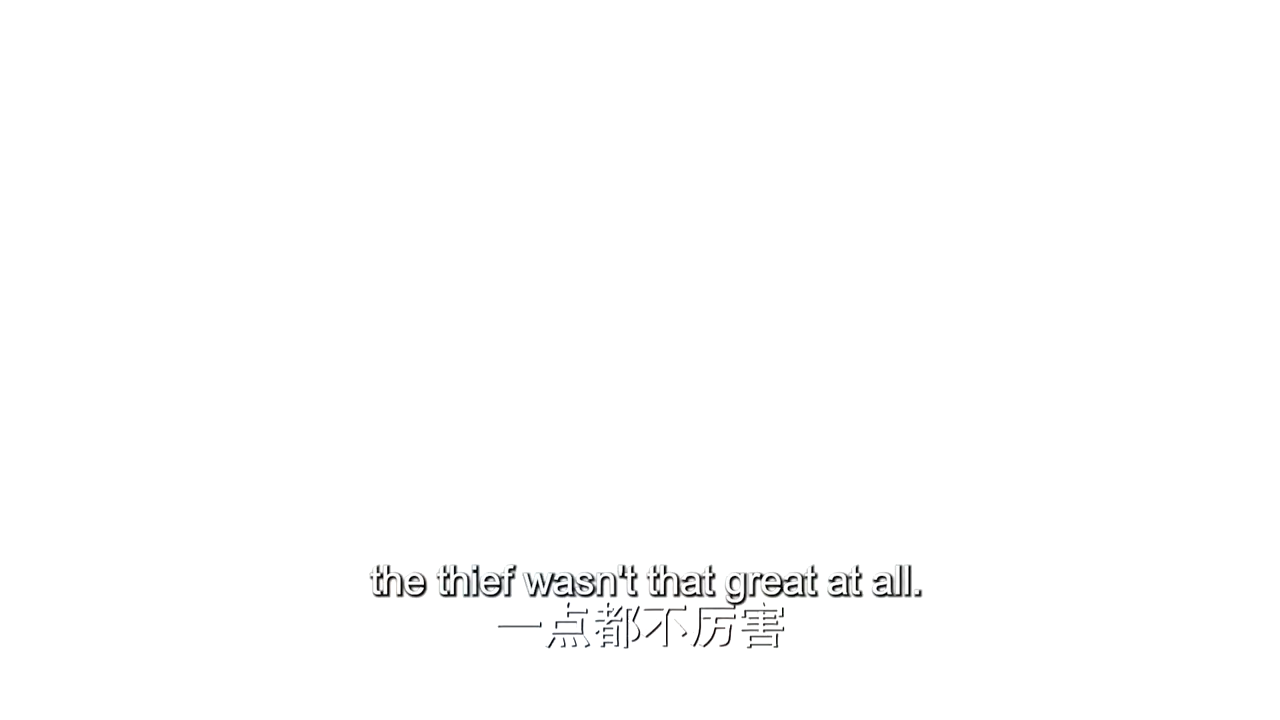 the thief wasn't that great at all.
一点都不厉害